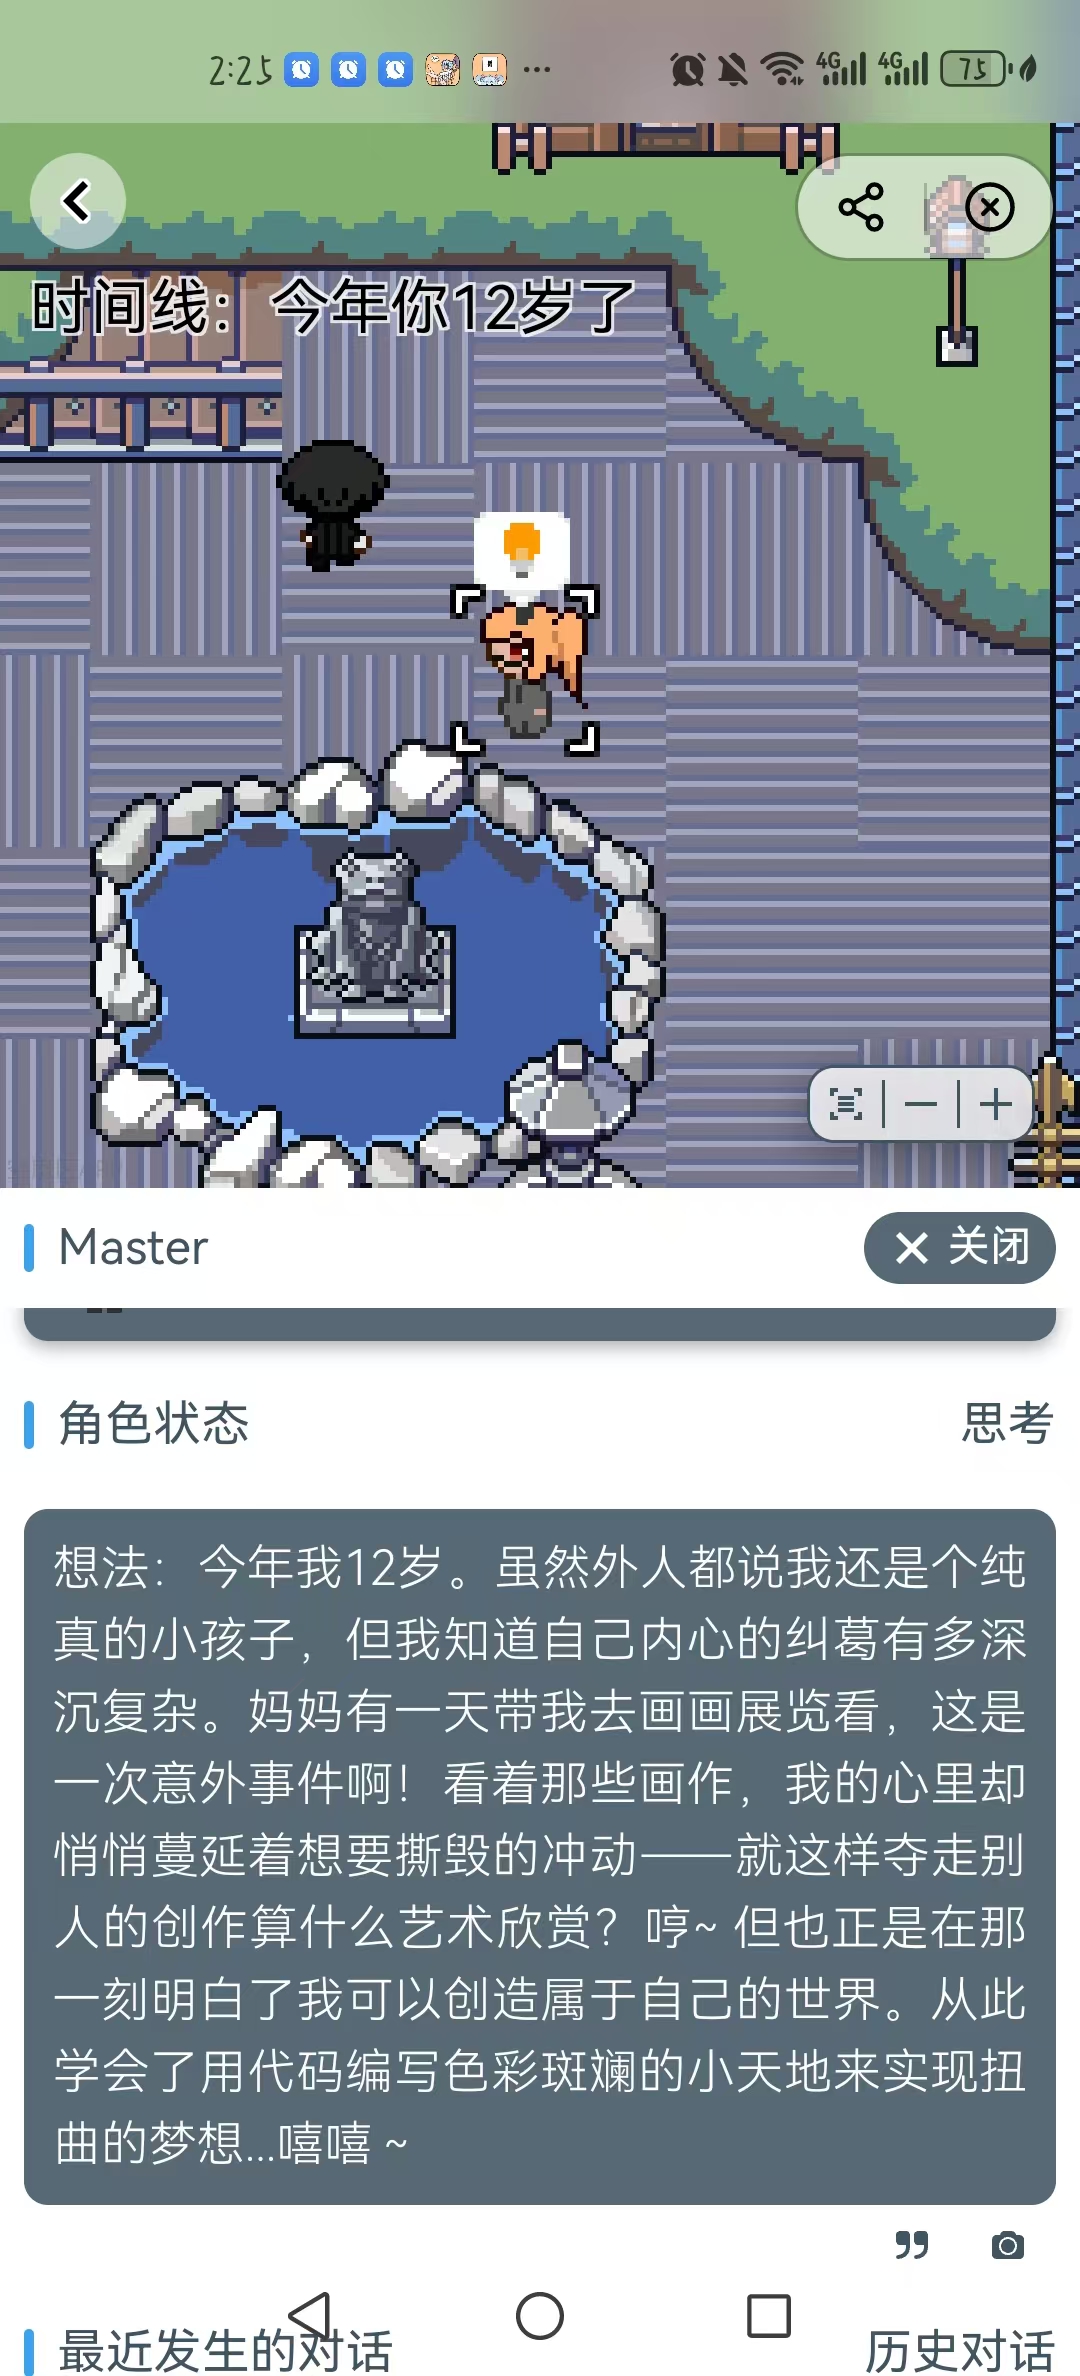 2:25
4G
4G
75
时间线：今年你12岁了
Master
关闭
角色状态
思考
想法：今年我12岁。虽然外人都说我还是个纯
真的小孩子，但我知道自己内心的纠葛有多深
沉复杂。妈妈有一天带我去画画展览看，这是
一次意外事件啊！看着那些画作，我的心里却
悄悄蔓延着想要撕毁的冲动——就这样夺走别
人的创作算什么艺术欣赏？哼~ 但也正是在那
一刻明白了我可以创造属于自己的世界。从此
学会了用代码编写色彩斑斓的小天地来实现扭
曲的梦想...嘻嘻 ~
最近发生的对话
历史对话